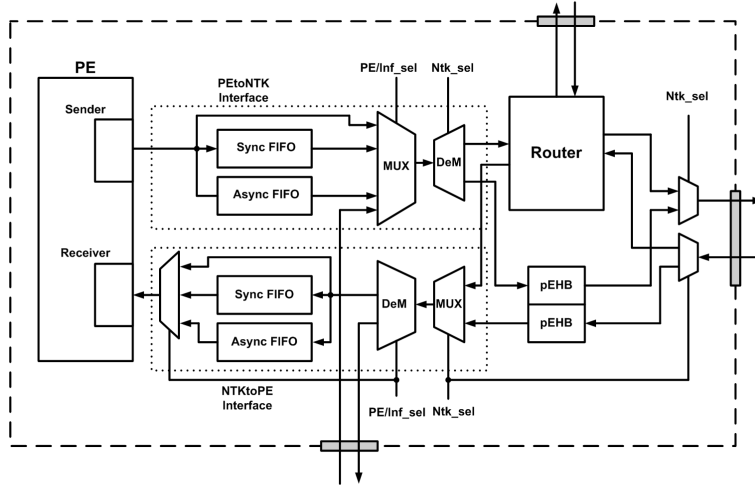 PE
PE/Inf_sel
Ntk_sel
PEtoNTK
Interface
Ntk_sel
Sender
Sync FIFO
MUX
DeM
Router
Async FIFO
Receiver
Sync FIFO
DeM
MUX
pEHB
pEHB
Async FIFO
NTKtoPE
Interface
PE/Inf_sel
Ntk_sel